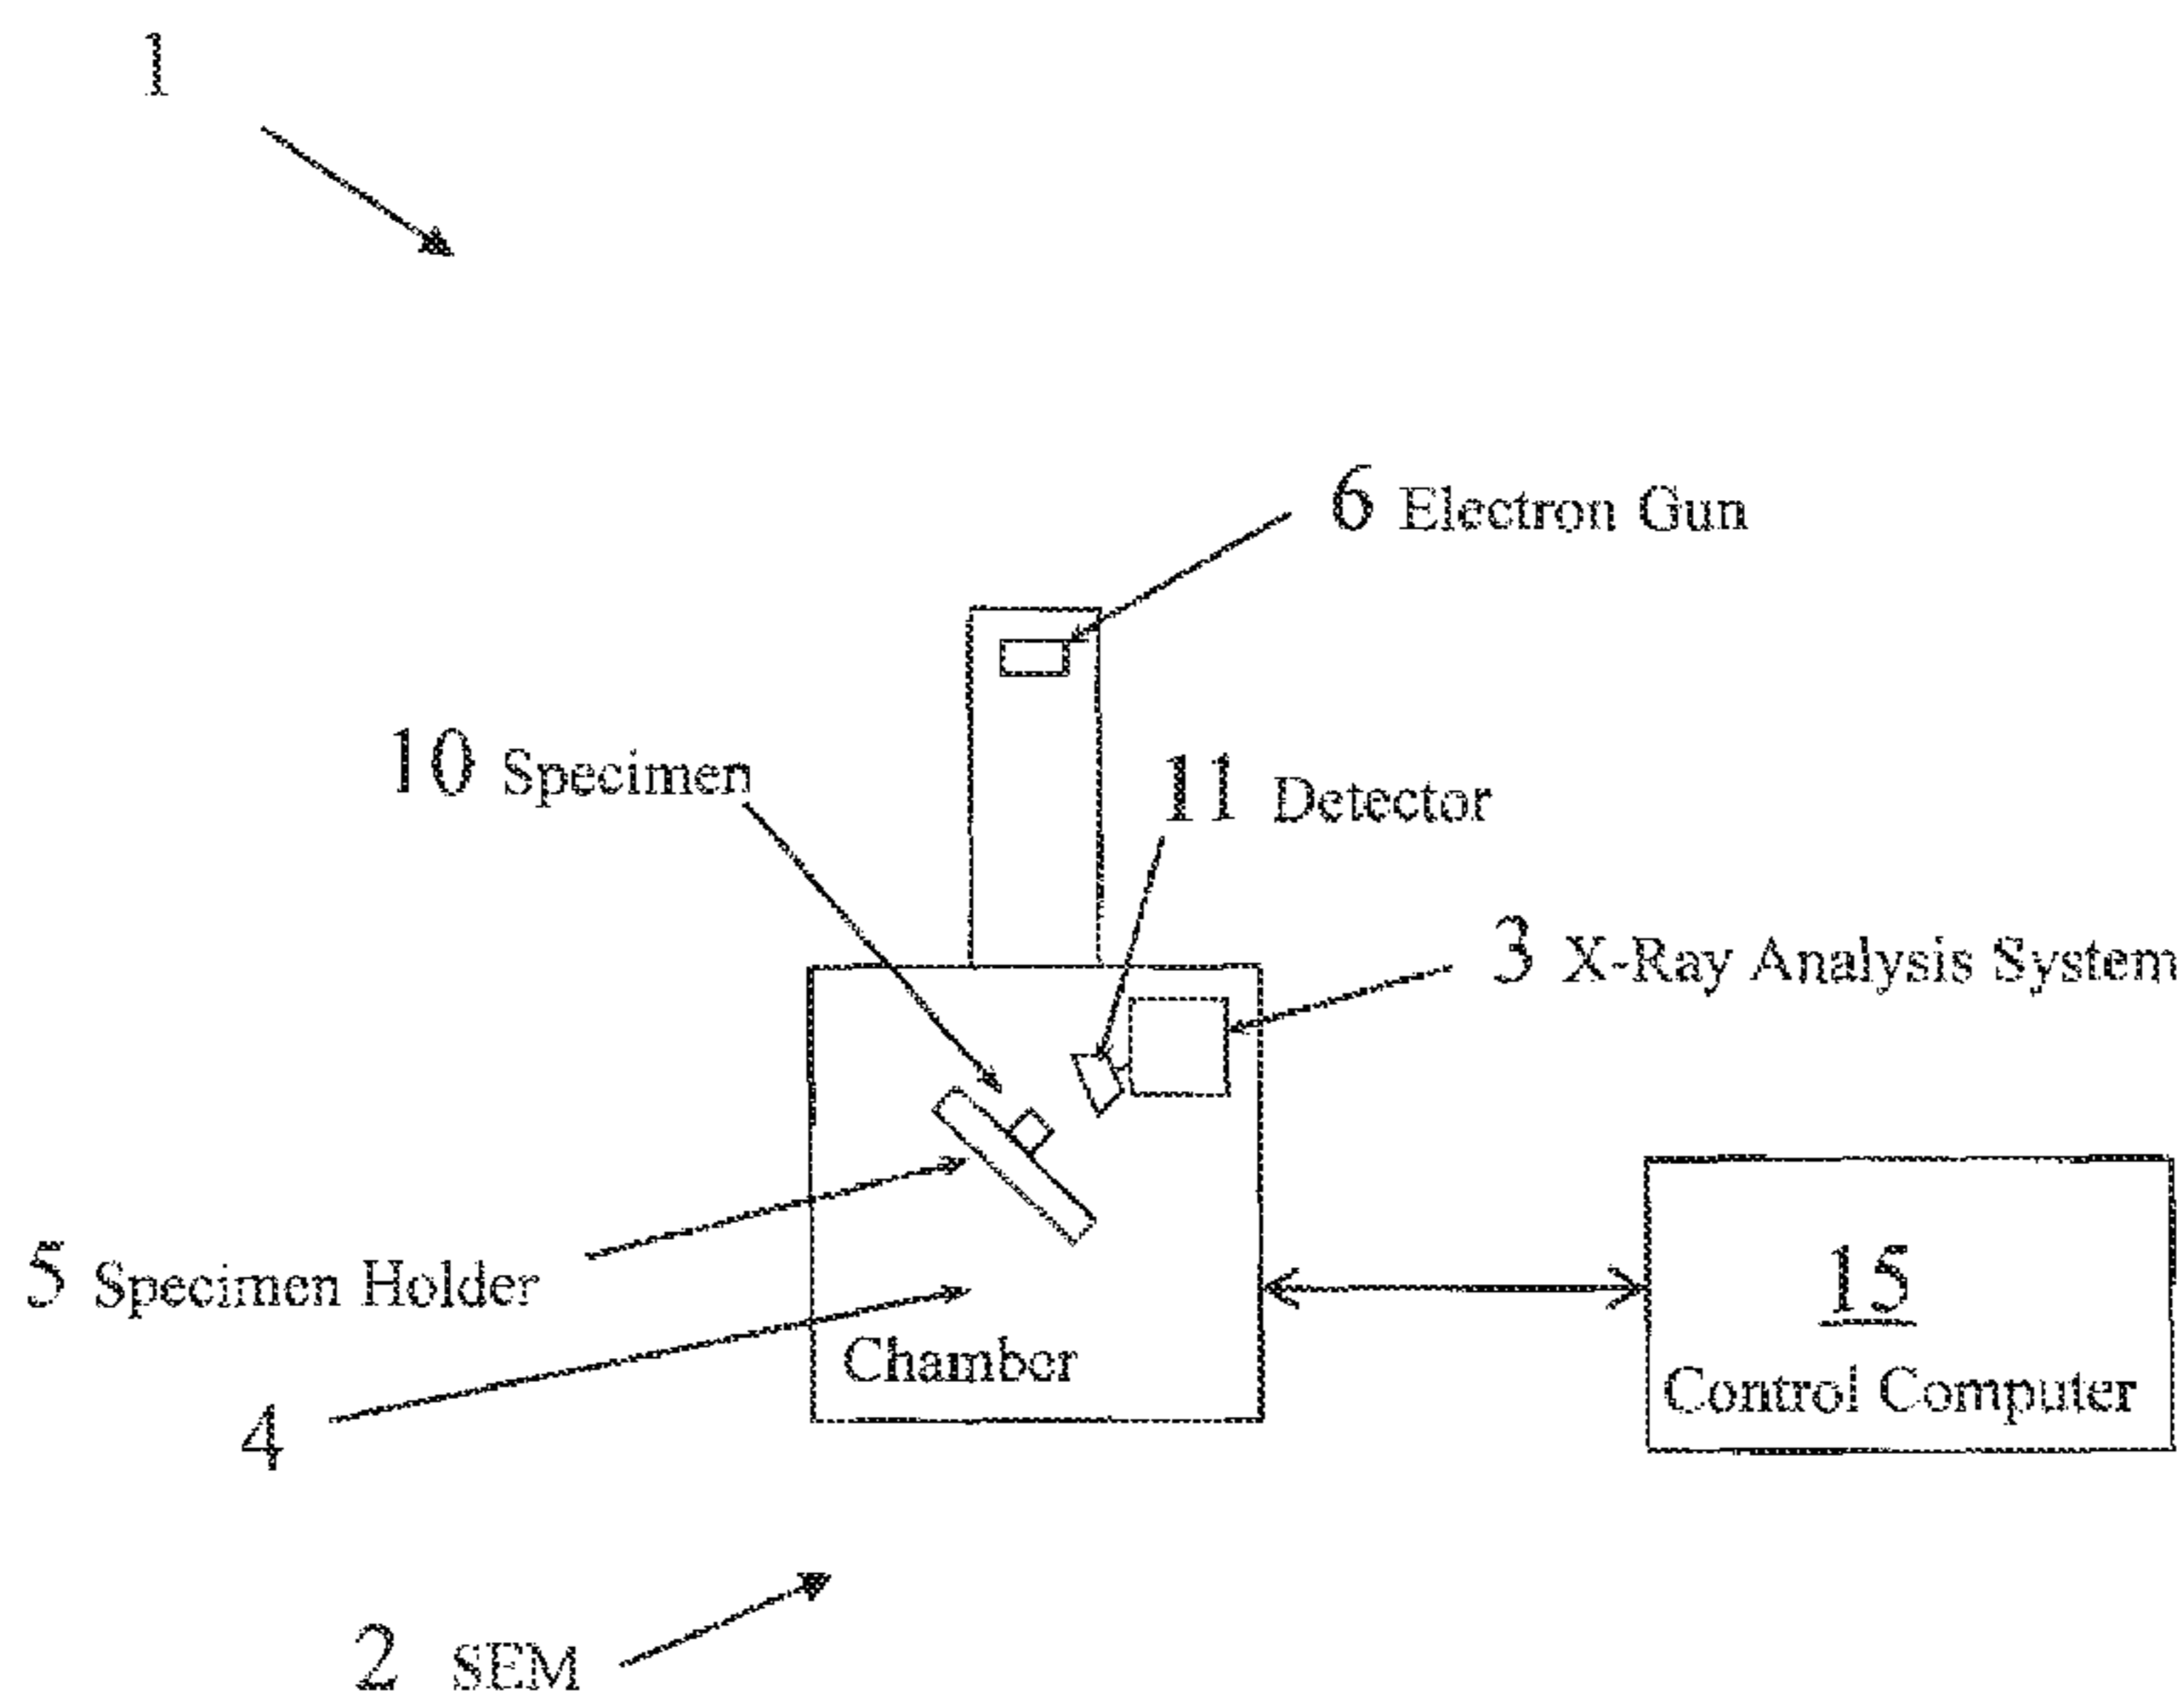 1
6 Electron Gun
10 Specimen
11 Detector
3 X-Ray Analysis System
5 Specimen Holder
15
Chamber
Control Computer
4
2 SEM